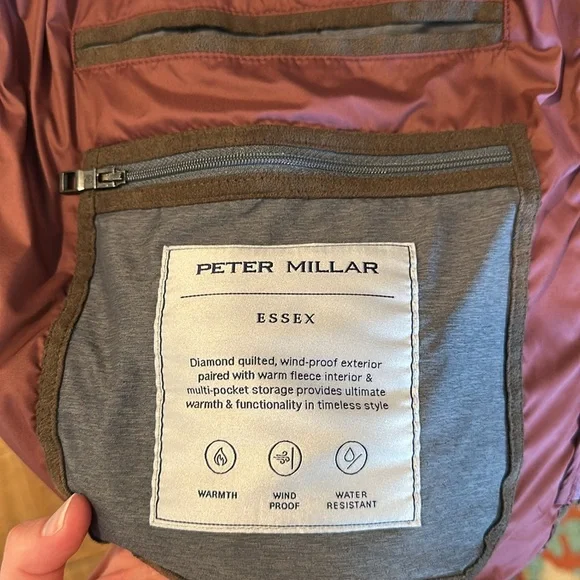 PETER MILLAR
ESSEX
Diamond quilted, wind-proof exterior
paired with warm fleece interior &
multi-pocket storage provides ultimate
warmth & functionality in timeless style
WARMTH WIND WATER
PROOF RESISTANT